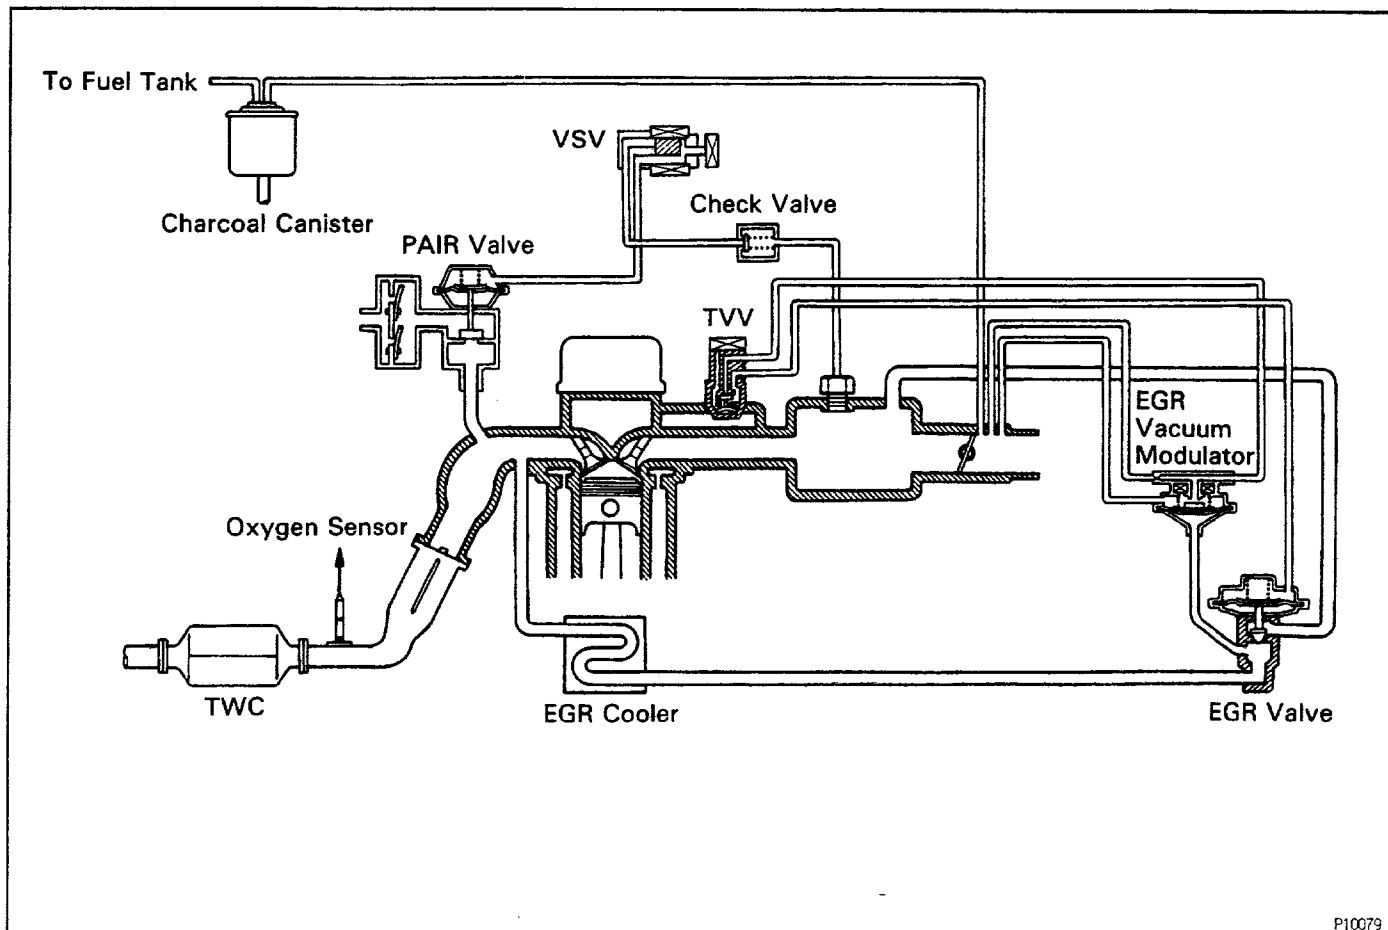 To Fuel Tank
VSV
Check Valve
Charcoal Canister
PAIR Valve
TVV
EGR
Vacuum
Modulator
Oxygen Sensor
TWC
EGR Cooler
EGR Valve
P10079